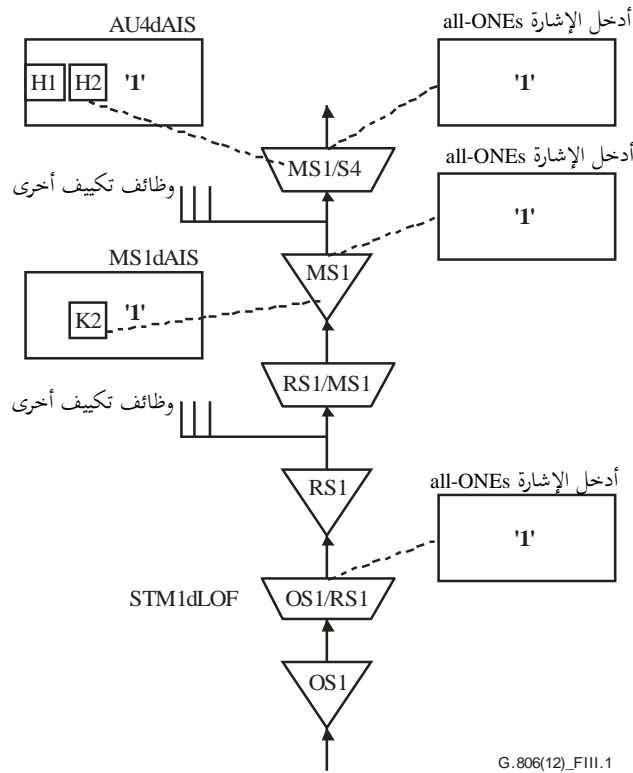 AU4dAIS
أدخل الإشارة all-ONEs
H1 H2 '1'
'1'
MS1/S4
أدخل الإشارة all-ONEs
وظائف تكييف أخرى
'1'
MS1dAIS
MS1
K2 '1'
RS1/MS1
وظائف تكييف أخرى
RS1
أدخل الإشارة all-ONEs
'1'
STM1dLOF
OS1/RS1
OS1
G.806(12)_FIII.1